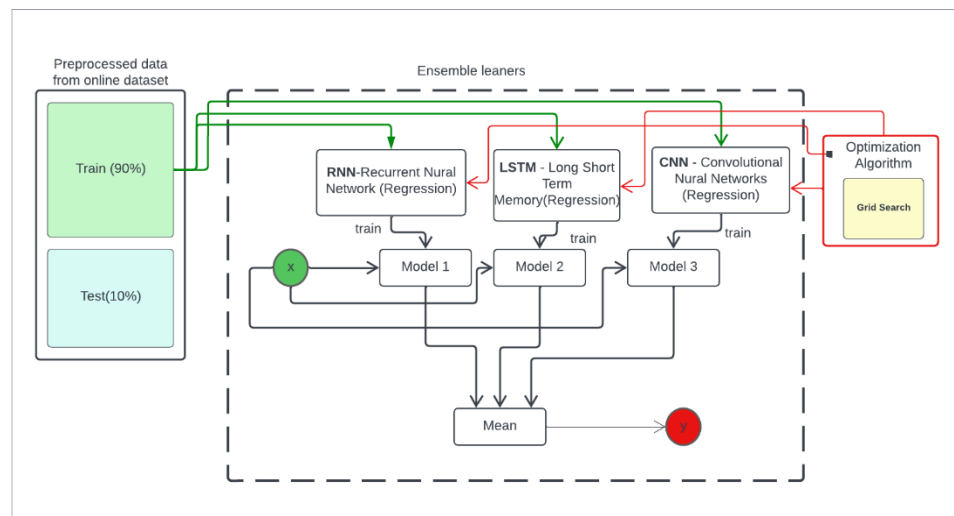 Preprocessed data
from online dataset
Train (90%)
Test(10%)
Ensemble leaners
RNN-Recurrent Nural
Network (Regression)
LSTM - Long Short
Term
Memory(Regression)
CNN - Convolutional
Nural Networks
(Regression)
Optimization
Algorithm
Grid Search
train
train
train
x
Model 1
Model 2
Model 3
Mean
y